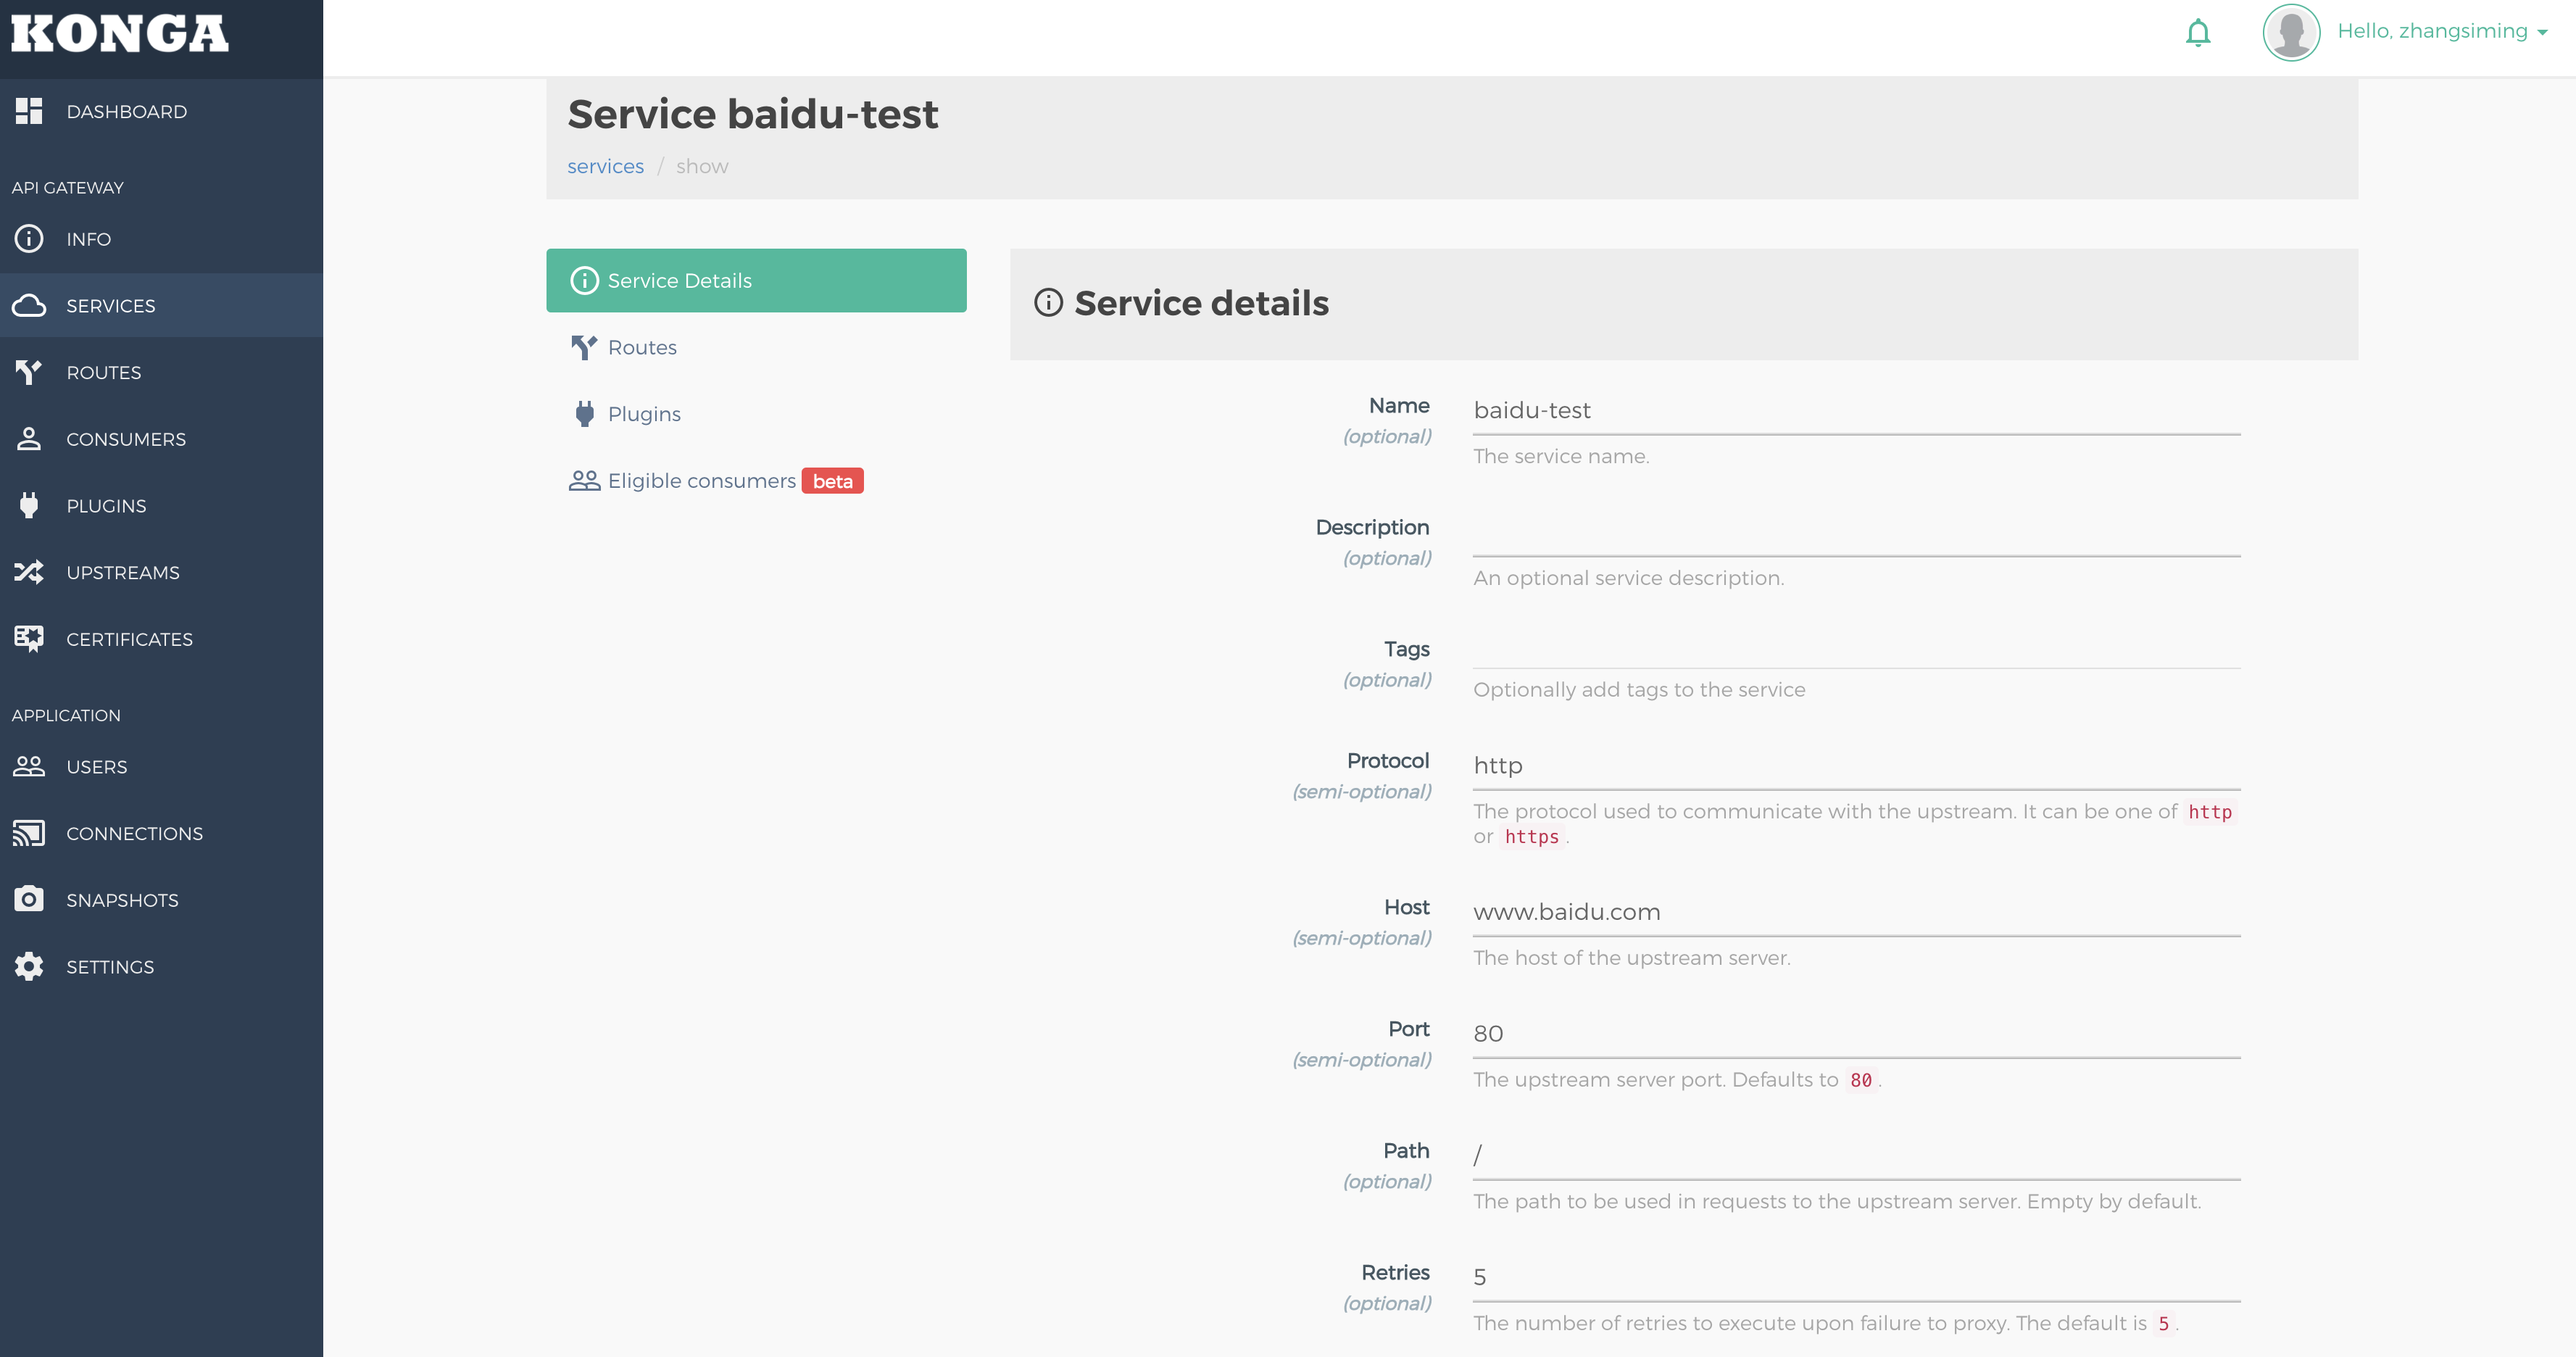 KONGA
Hello, zhangsiming
DASHBOARD
API GATEWAY
INFO
SERVICES
ROUTES
CONSUMERS
PLUGINS
UPSTREAMS
CERTIFICATES
APPLICATION
USERS
CONNECTIONS
SNAPSHOTS
SETTINGS
Service baidu-test
services / show
Service Details
Routes
Plugins
Eligible consumers beta
Service details
Name
(optional)
baidu-test
The service name.
Description
(optional)
An optional service description.
Tags
(optional)
Optionally add tags to the service
Protocol
(semi-optional)
http
The protocol used to communicate with the upstream. It can be one of http
or https.
Host
(semi-optional)
www.baidu.com
The host of the upstream server.
Port
(semi-optional)
80
The upstream server port. Defaults to 80.
Path
(optional)
/
The path to be used in requests to the upstream server. Empty by default.
Retries
(optional)
5
The number of retries to execute upon failure to proxy. The default is 5.